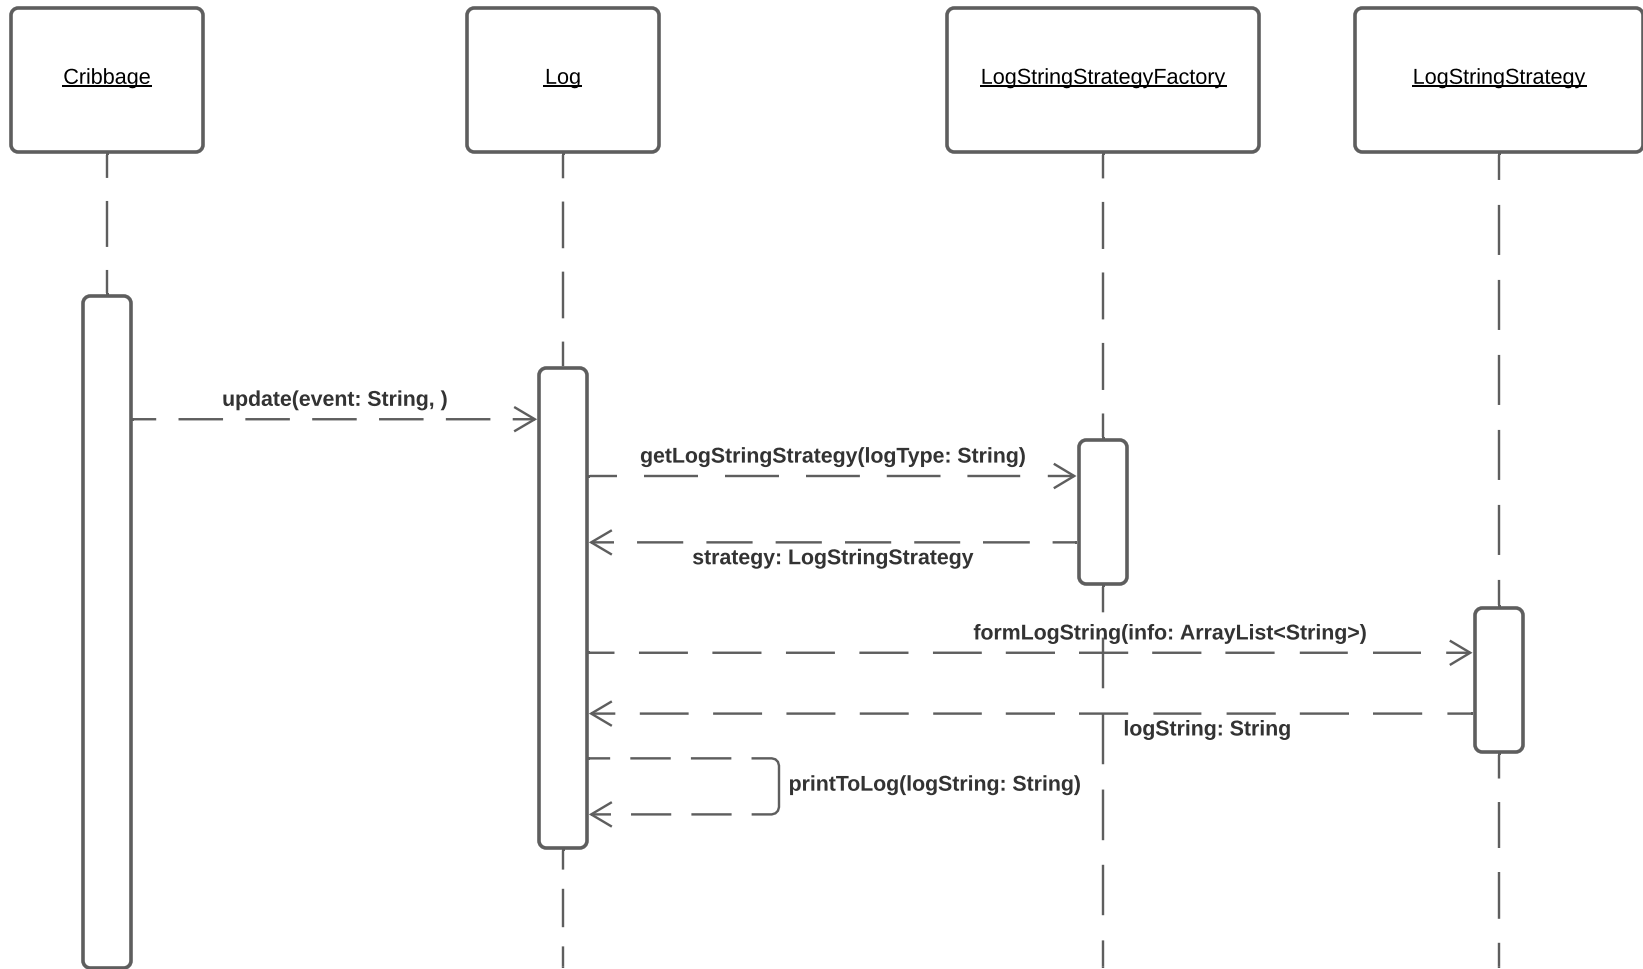 Cribbage
Log
LogStringStrategyFactory
LogStringStrategy
update(event: String, )
getLogStringStrategy(logType: String)
strategy: LogStringStrategy
formLogString(info: ArrayList<String>)
logString: String
printToLog(logString: String)